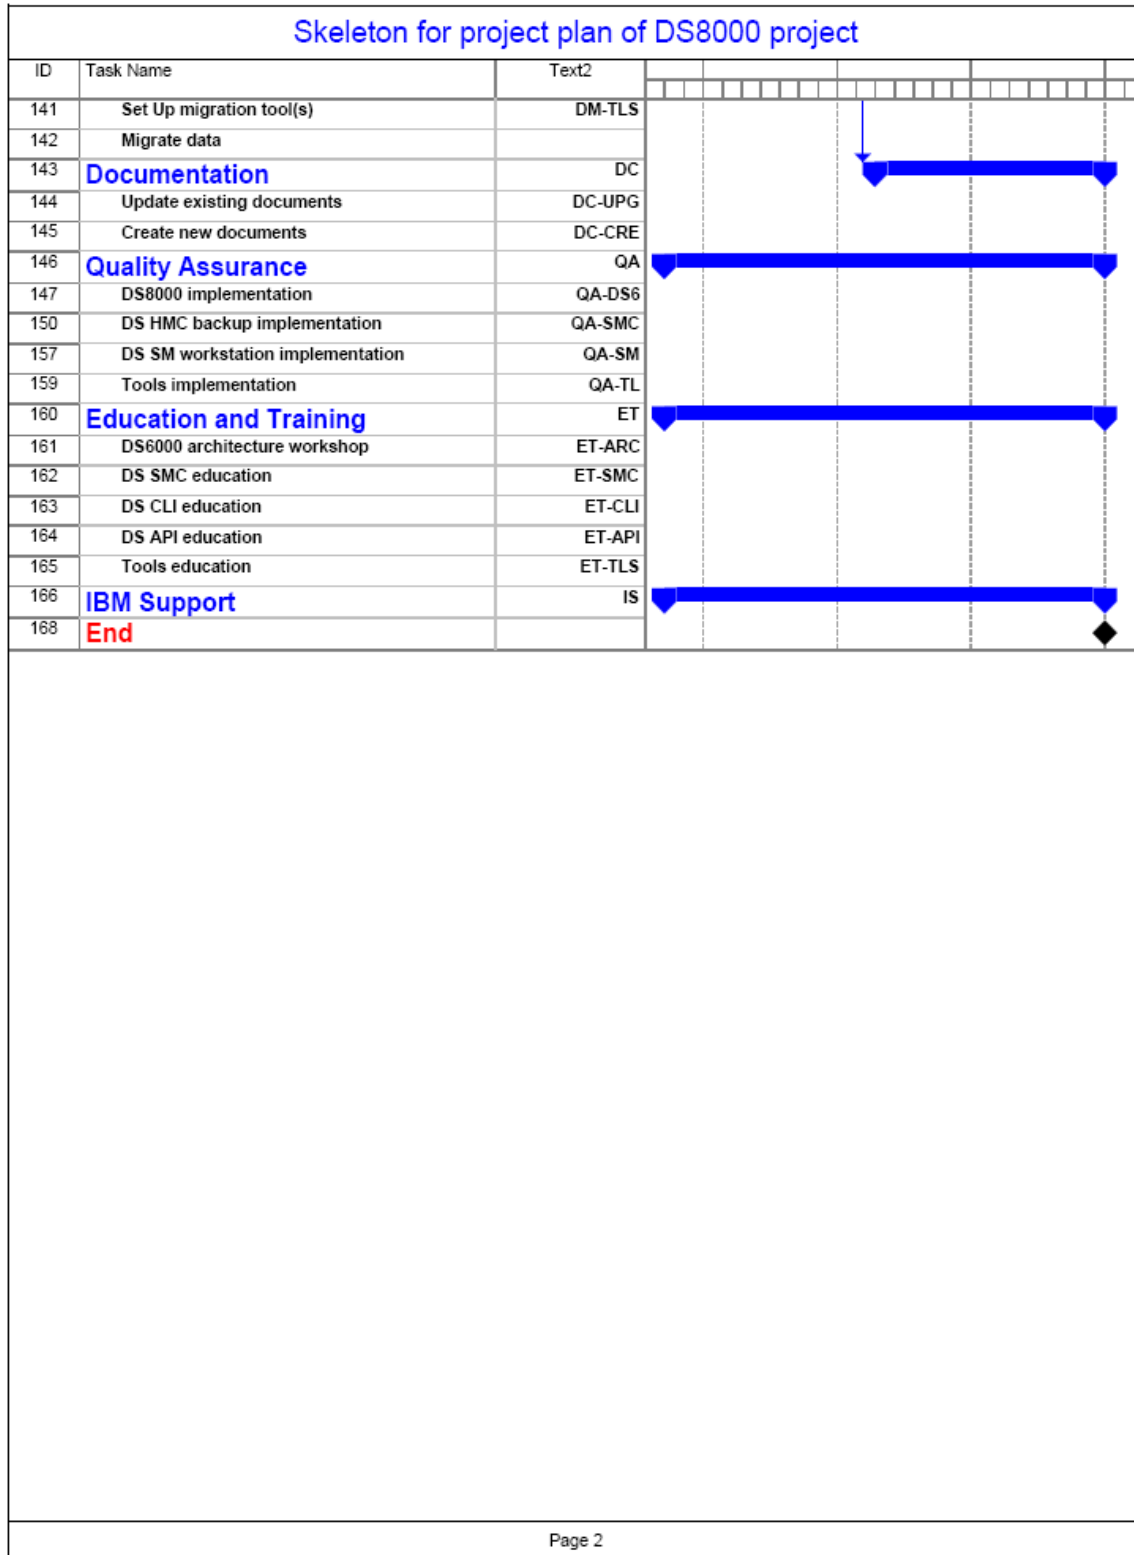 Skeleton for project plan of DS8000 project
ID Task Name Text2
141 Set Up migration tool(s) DM-TLS
142 Migrate data
143 Documentation DC
144 Update existing documents DC-UPG
145 Create new documents DC-CRE
146 Quality Assurance QA
147 DS8000 implementation QA-DS6
150 DS HMC backup implementation QA-SMC
157 DS SM workstation implementation QA-SM
159 Tools implementation QA-TL
160 Education and Training ET
161 DS6000 architecture workshop ET-ARC
162 DS SMC education ET-SMC
163 DS CLI education ET-CLI
164 DS API education ET-API
165 Tools education ET-TLS
166 IBM Support IS
168 End
Page 2